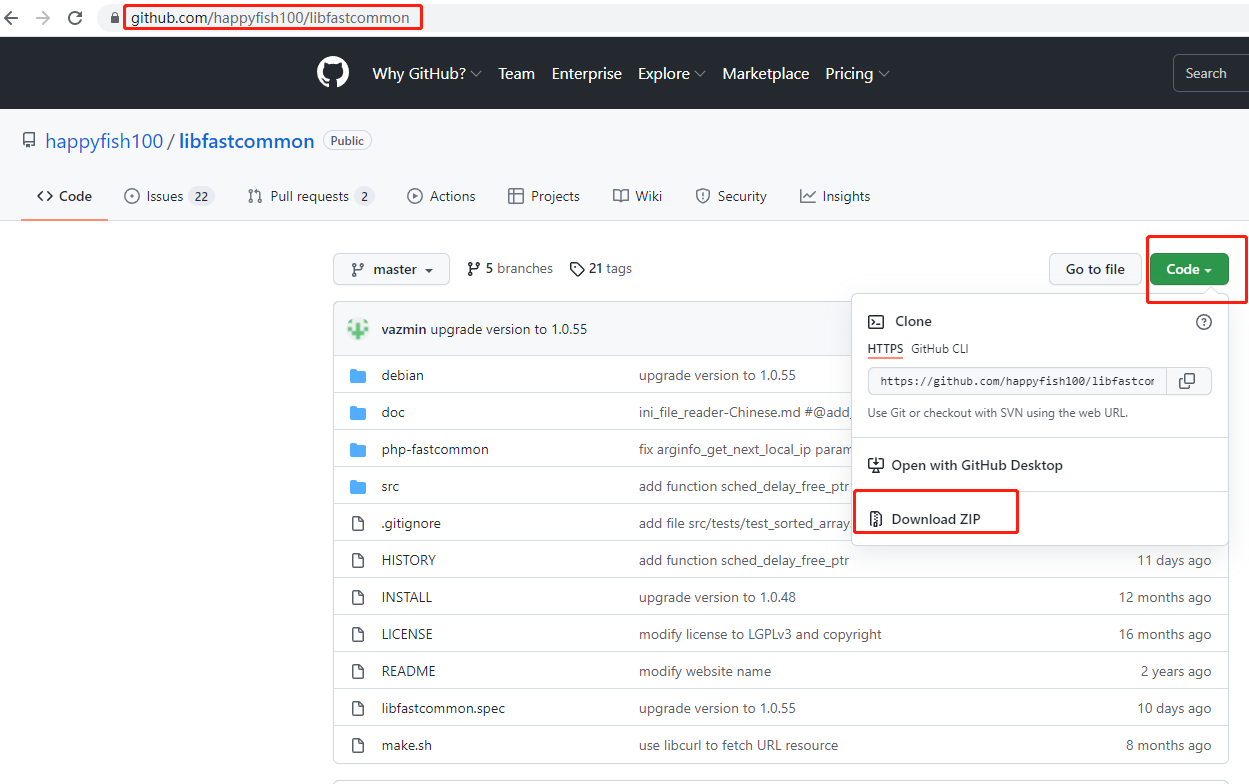 github.com/happyfish100/libfastcommon
Why GitHub? Team Enterprise Explore Marketplace Pricing Search
happyfish100 / libfastcommon Public
Code Issues 22 Pull requests 2 Actions Projects Wiki Security Insights
master 5 branches 21 tags Go to file Code
vazmin upgrade version to 1.0.55
Clone
HTTPS GitHub CLI
https://github.com/happyfish100/libfastcor
Use Git or checkout with SVN using the web URL.
Open with GitHub Desktop
Download ZIP
debian upgrade version to 1.0.55
doc ini_file_reader-Chinese.md #@add_
php-fastcommon fix arginfo_get_next_local_ip param
src add function sched_delay_free_ptr
.gitignore add file src/tests/test_sorted_array.
HISTORY add function sched_delay_free_ptr 11 days ago
INSTALL upgrade version to 1.0.48 12 months ago
LICENSE modify license to LGPLv3 and copyright 16 months ago
README modify website name 2 years ago
libfastcommon.spec upgrade version to 1.0.55 10 days ago
make.sh use libcurl to fetch URL resource 8 months ago